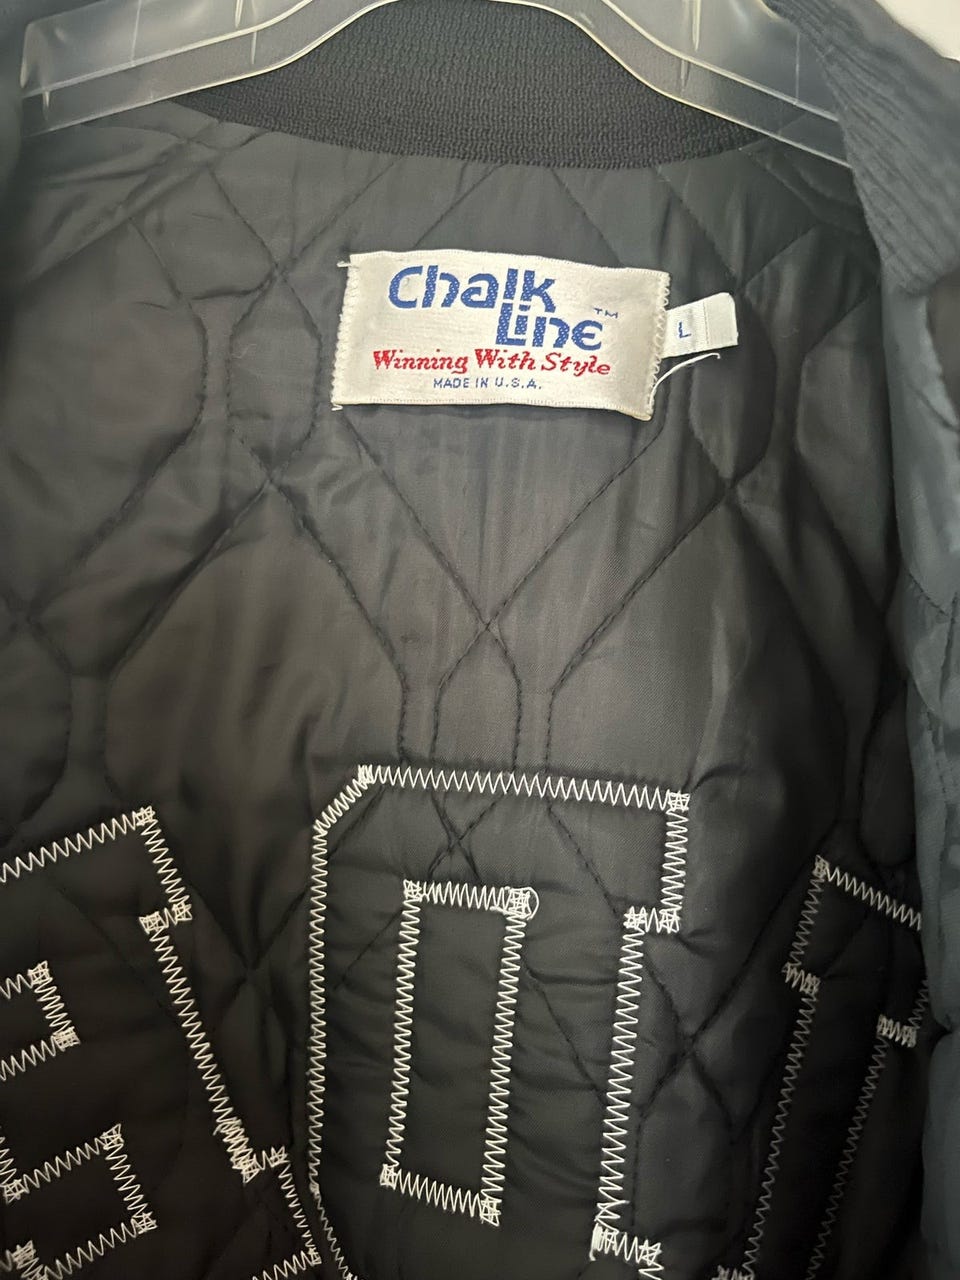 Chalk
Line™
Winning With Style
MADE IN U.S.A.
L